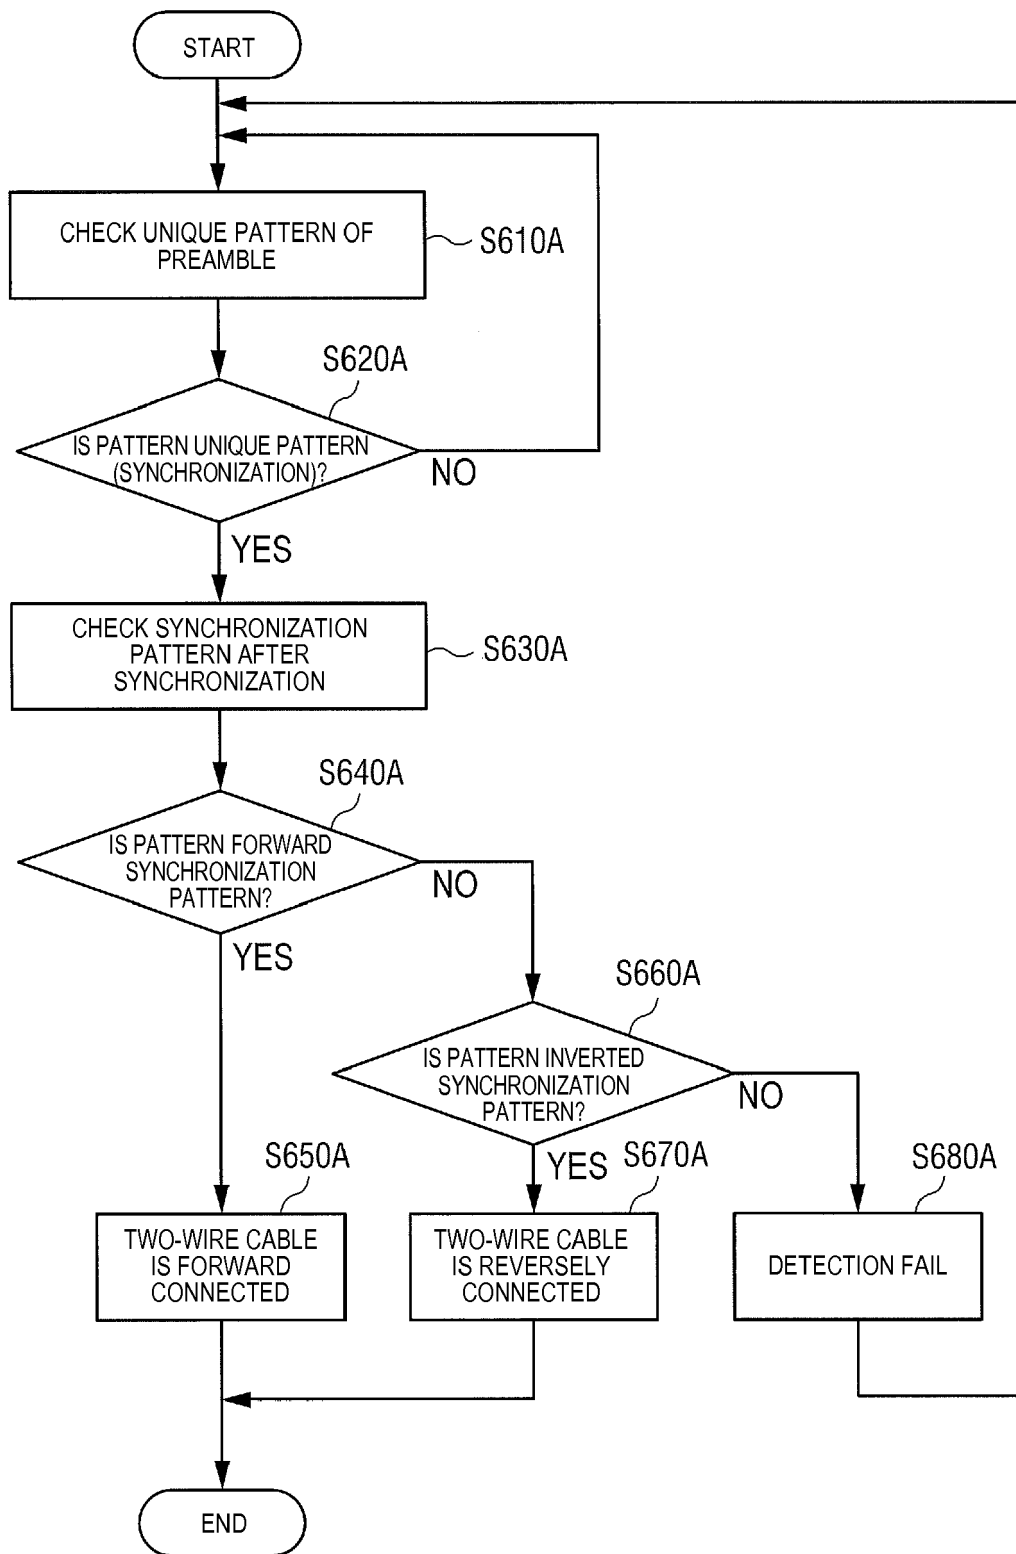 START
CHECK UNIQUE PATTERN OF
PREAMBLE
S610A
S620A
IS PATTERN UNIQUE PATTERN
(SYNCHRONIZATION)?
NO
YES
CHECK SYNCHRONIZATION
PATTERN AFTER
SYNCHRONIZATION
S630A
S640A
IS PATTERN FORWARD
SYNCHRONIZATION
PATTERN?
NO
YES
S660A
IS PATTERN INVERTED
SYNCHRONIZATION
PATTERN?
NO
YES
S650A
TWO-WIRE CABLE
IS FORWARD
CONNECTED
S670A
TWO-WIRE CABLE
IS REVERSELY
CONNECTED
S680A
DETECTION FAIL
END